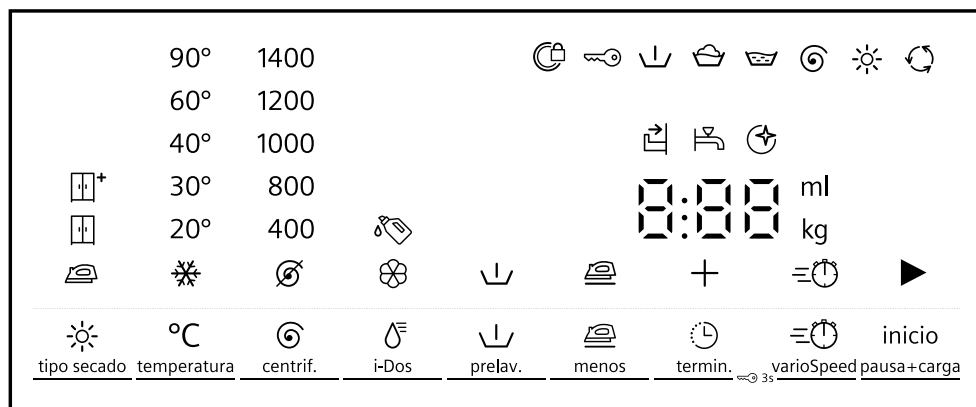 90° 1400
60° 1200
40° 1000
30° 800 8:88 ml
20° 400 kg
°C inicio
tipo secado temperatura centrif. i-Dos prelav. menos termin. 3s varioSpeed pausa+carga